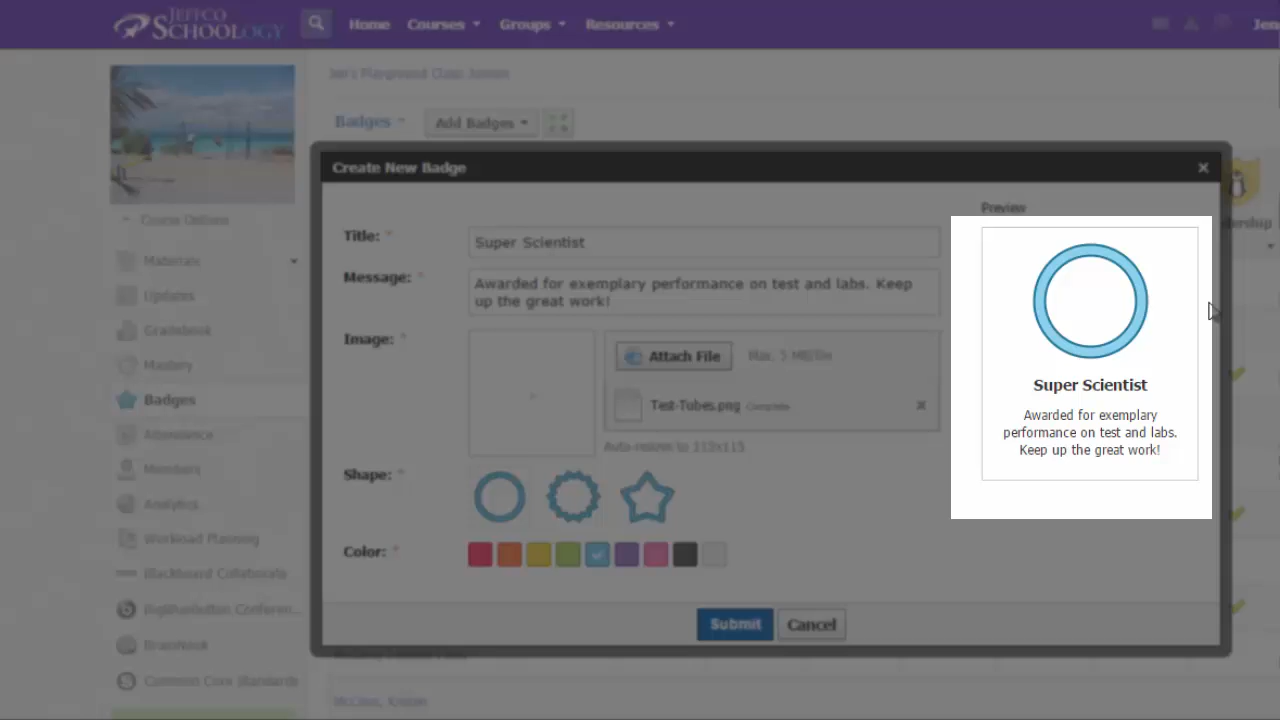 JEFFCO
SCHOOLOGY
Home Courses Groups Resources Jen
Jen's Playground Class:
Badges Add Badges
Create New Badge
Preview
Course Options
Materials
Updates
Gradebook
Mastery
Badges
Attendance
Members
Analytics
Workload Planning
Blackboard Collaborate
BigBlueButton Conferen...
Common Core Standards
Title: *
Super Scientist
Message: *
Awarded for exemplary performance on test and labs. Keep
up the great work!
Image: *
Attach File Max: 5 MB/file
Test-Tubes.png Complete
Auto-resizes to 113x115
Shape: *
Color: *
Submit Cancel
Super Scientist
Awarded for exemplary
performance on test and labs.
Keep up the great work!